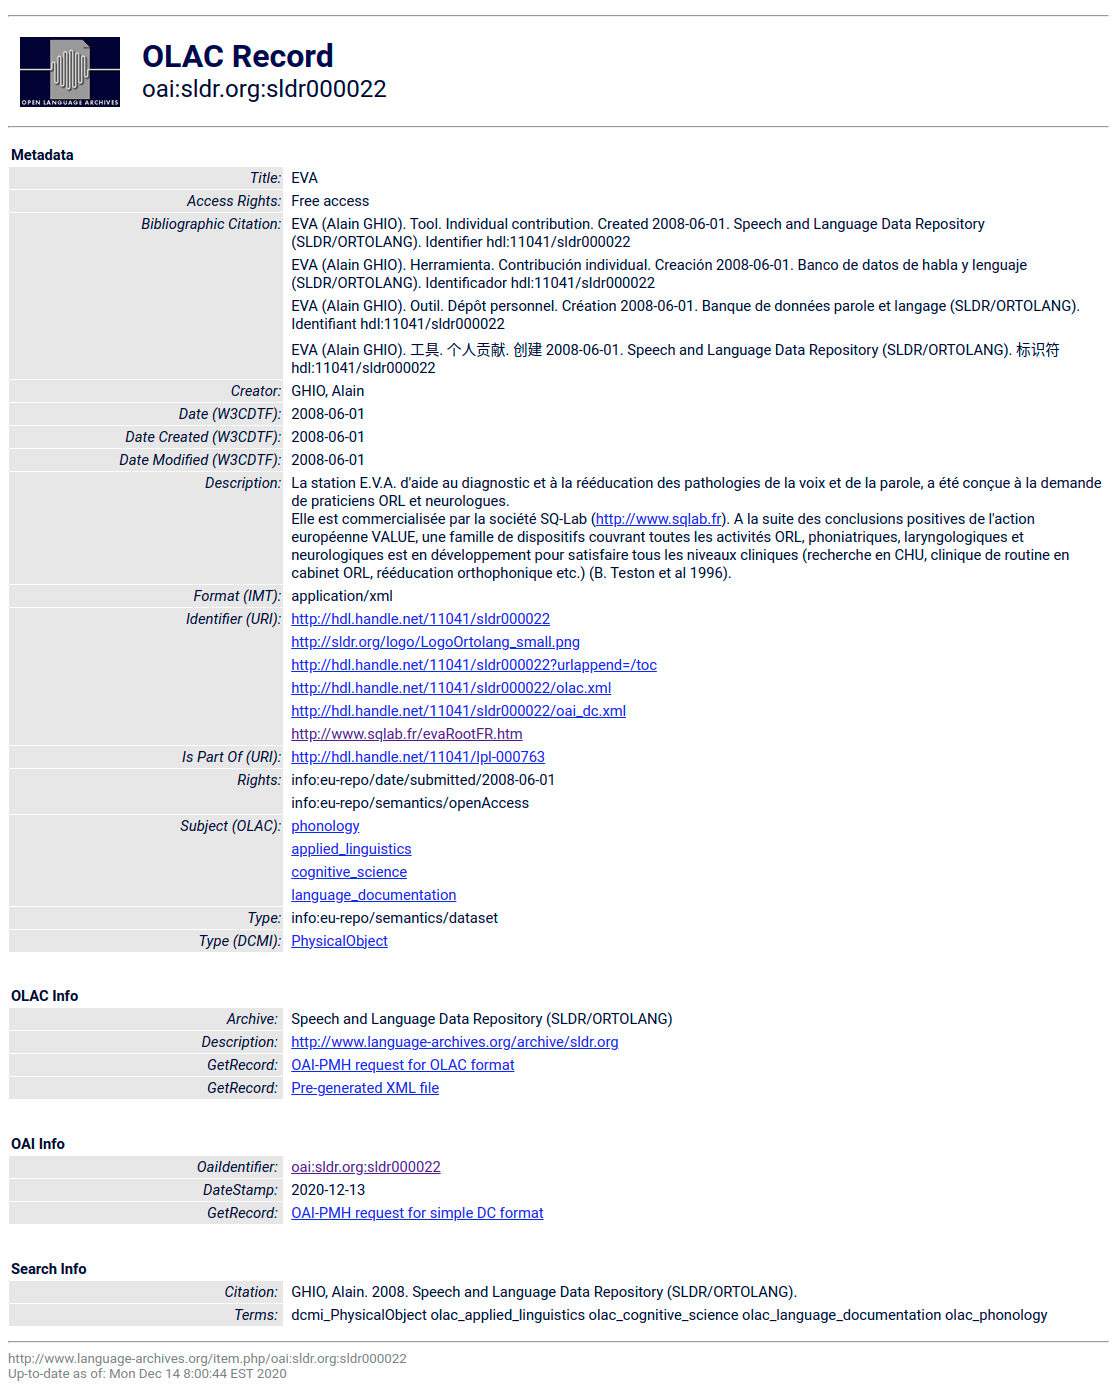 OPEN LANGUAGE ARCHIVES
OLAC Record
oai:sldr.org:sldr000022
Metadata
Title: EVA
Access Rights: Free access
Bibliographic Citation: EVA (Alain GHIO). Tool. Individual contribution. Created 2008-06-01. Speech and Language Data Repository
(SLDR/ORTOLANG). Identifier hdl:11041/sldr000022
EVA (Alain GHIO). Herramienta. Contribución individual. Creación 2008-06-01. Banco de datos de habla y lenguaje
(SLDR/ORTOLANG). Identificador hdl:11041/sldr000022
EVA (Alain GHIO). Outil. Dépôt personnel. Création 2008-06-01. Banque de données parole et langage (SLDR/ORTOLANG).
Identifiant hdl:11041/sldr000022
EVA (Alain GHIO). 工具. 个人贡献. 创建 2008-06-01. Speech and Language Data Repository (SLDR/ORTOLANG). 标识符
hdl:11041/sldr000022
Creator: GHIO, Alain
Date (W3CDTF): 2008-06-01
Date Created (W3CDTF): 2008-06-01
Date Modified (W3CDTF): 2008-06-01
Description: La station E.V.A. d'aide au diagnostic et à la rééducation des pathologies de la voix et de la parole, a été conçue à la demande
de praticiens ORL et neurologues.
Elle est commercialisée par la société SQ-Lab (http://www.sqlab.fr). A la suite des conclusions positives de l'action
européenne VALUE, une famille de dispositifs couvrant toutes les activités ORL, phoniatriques, laryngologiques et
neurologiques est en développement pour satisfaire tous les niveaux cliniques (recherche en CHU, clinique de routine en
cabinet ORL, rééducation orthophonique etc.) (B. Teston et al 1996).
Format (IMT): application/xml
Identifier (URI): http://hdl.handle.net/11041/sldr000022
http://sldr.org/logo/LogoOrtolang_small.png
http://hdl.handle.net/11041/sldr000022?urlappend=/toc
http://hdl.handle.net/11041/sldr000022/olac.xml
http://hdl.handle.net/11041/sldr000022/oai_dc.xml
http://www.sqlab.fr/evaRootFR.htm
Is Part Of (URI): http://hdl.handle.net/11041/lpl-000763
Rights: info:eu-repo/date/submitted/2008-06-01
info:eu-repo/semantics/openAccess
Subject (OLAC): phonology
applied_linguistics
cognitive_science
language_documentation
Type: info:eu-repo/semantics/dataset
Type (DCMI): PhysicalObject
OLAC Info
Archive: Speech and Language Data Repository (SLDR/ORTOLANG)
Description: http://www.language-archives.org/archive/sldr.org
GetRecord: OAI-PMH request for OLAC format
GetRecord: Pre-generated XML file
OAI Info
OaiIdentifier: oai:sldr.org:sldr000022
DateStamp: 2020-12-13
GetRecord: OAI-PMH request for simple DC format
Search Info
Citation: GHIO, Alain. 2008. Speech and Language Data Repository (SLDR/ORTOLANG).
Terms: dcmi_PhysicalObject olac_applied_linguistics olac_cognitive_science olac_language_documentation olac_phonology
http://www.language-archives.org/item.php/oai:sldr.org:sldr000022
Up-to-date as of: Mon Dec 14 8:00:44 EST 2020